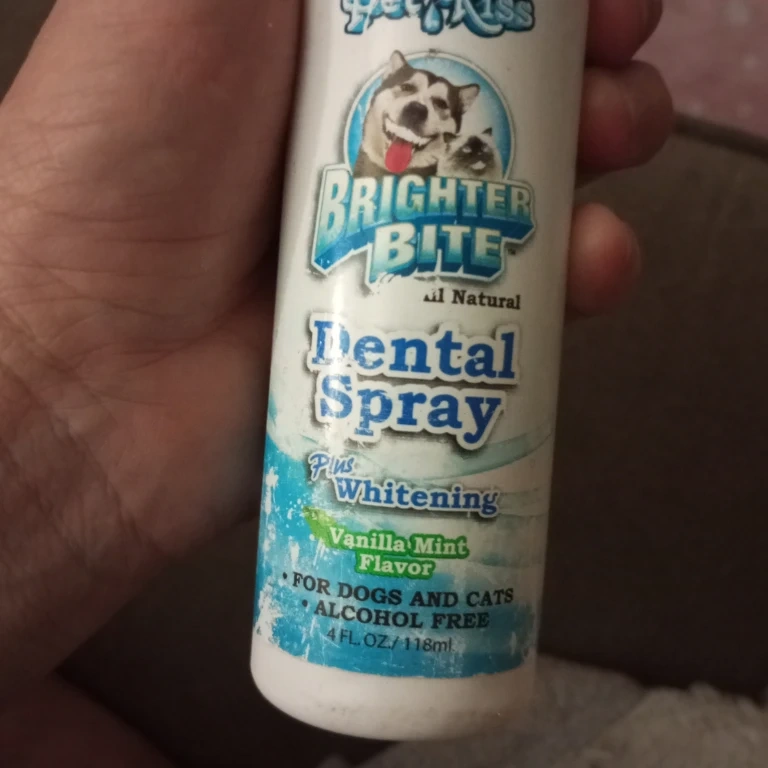 BRIGHTER
BITE™
Natural
Dental
Spray
Plus
Whitening
Vanilla Mint
Flavor
• FOR DOGS AND CATS
• ALCOHOL FREE
4 FL. OZ./ 118ml